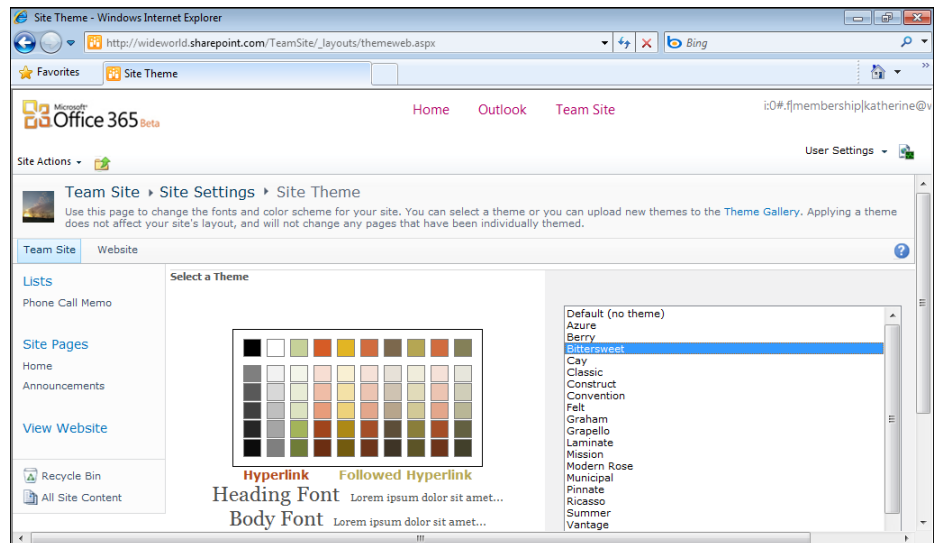 Site Theme - Windows Internet Explorer
http://wideworld.sharepoint.com/TeamSite/_layouts/themeweb.aspx
Bing
Favorites
Site Theme
Microsoft
Office 365 Beta
Home Outlook Team Site
i:0#.f|membership|katherine@w
User Settings
Site Actions
Team Site Site Settings Site Theme
Use this page to change the fonts and color scheme for your site. You can select a theme or you can upload new themes to the Theme Gallery. Applying a theme
does not affect your site's layout, and will not change any pages that have been individually
themed.
Team Site Website
Lists
Phone Call Memo
Site Pages
Home
Announcements
View Website
Recycle Bin
All Site Content
Select a Theme
Hyperlink Followed Hyperlink
Heading Font Lorem ipsum dolor sit amet...
Body Font Lorem ipsum dolor sit amet...
Default (no theme)
Azure
Berry
Bittersweet
Cay
Classic
Construct
Convention
Felt
Graham
Grapello
Laminate
Mission
Modern Rose
Municipal
Pinnate
Ricasso
Summer
Vantage